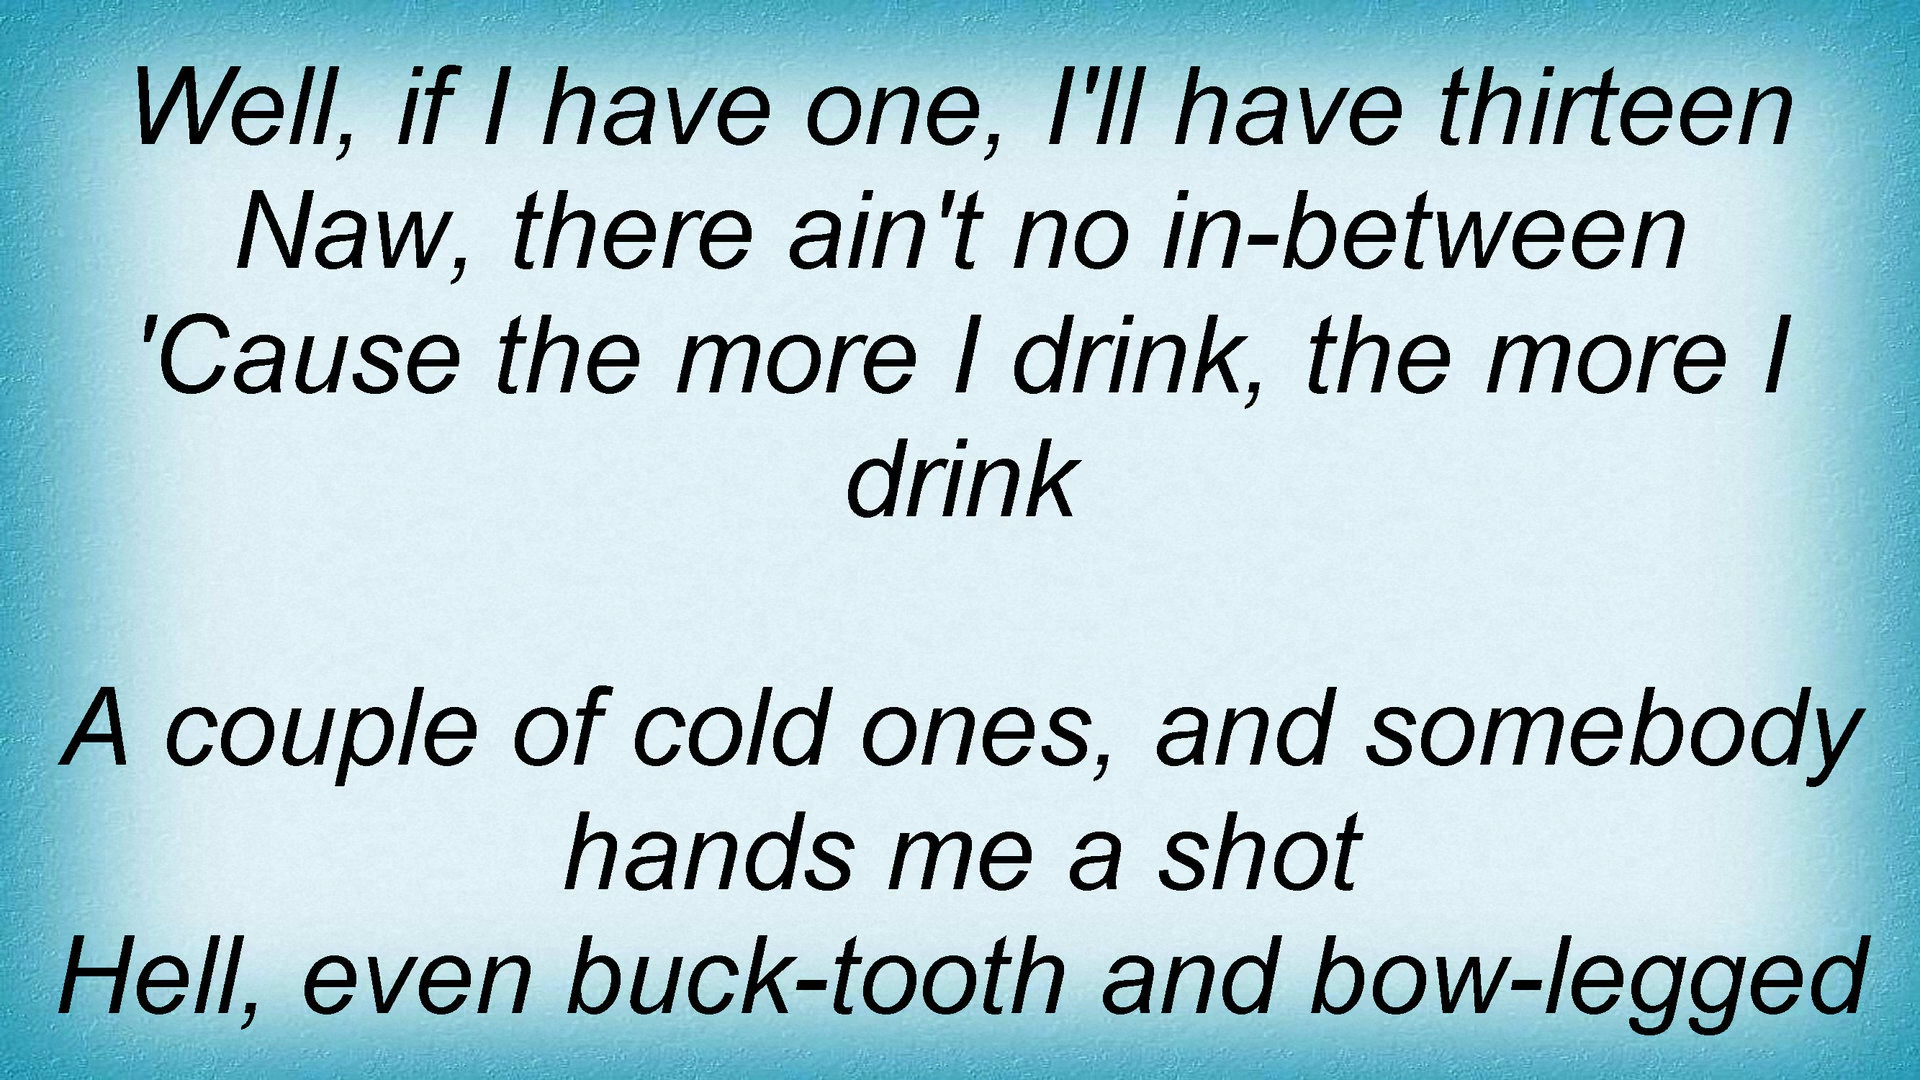 Well, if I have one, I'll have thirteen
Naw, there ain't no in-between
'Cause the more I drink, the more I
drink
A couple of cold ones, and somebody
hands me a shot
Hell, even buck-tooth and bow-legged